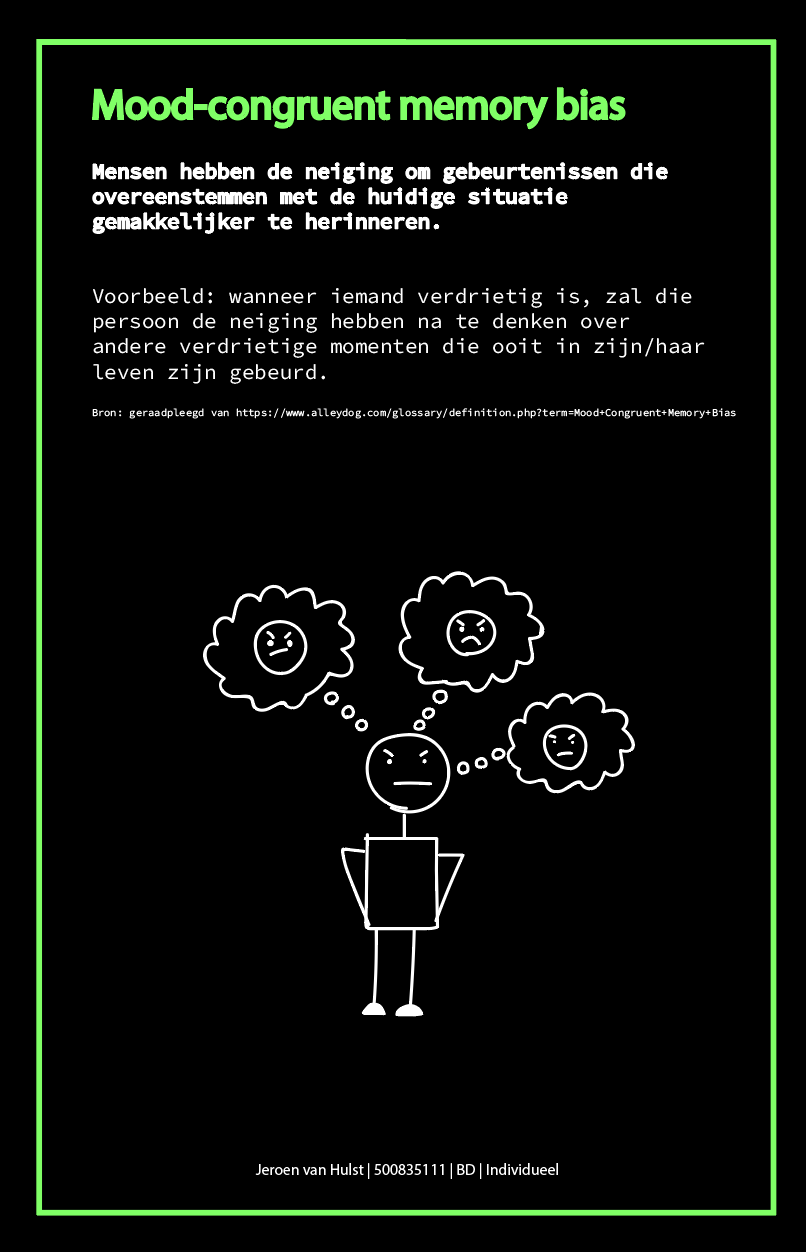 Mood-congruent memory bias
Mensen hebben de neiging om gebeurtenissen die
overeenstemmen met de huidige situatie
gemakkelijker te herinneren.
Voorbeeld: wanneer iemand verdrietig is, zal die
persoon de neiging hebben na te denken over
andere verdrietige momenten die ooit in zijn/haar
leven zijn gebeurd.
Bron: geraadpleegd van https://www.alleydog.com/glossary/definition.php?term=Mood+Congruent+Memory+Bias
Jeroen van Hulst | 500835111 | BD | Individueel